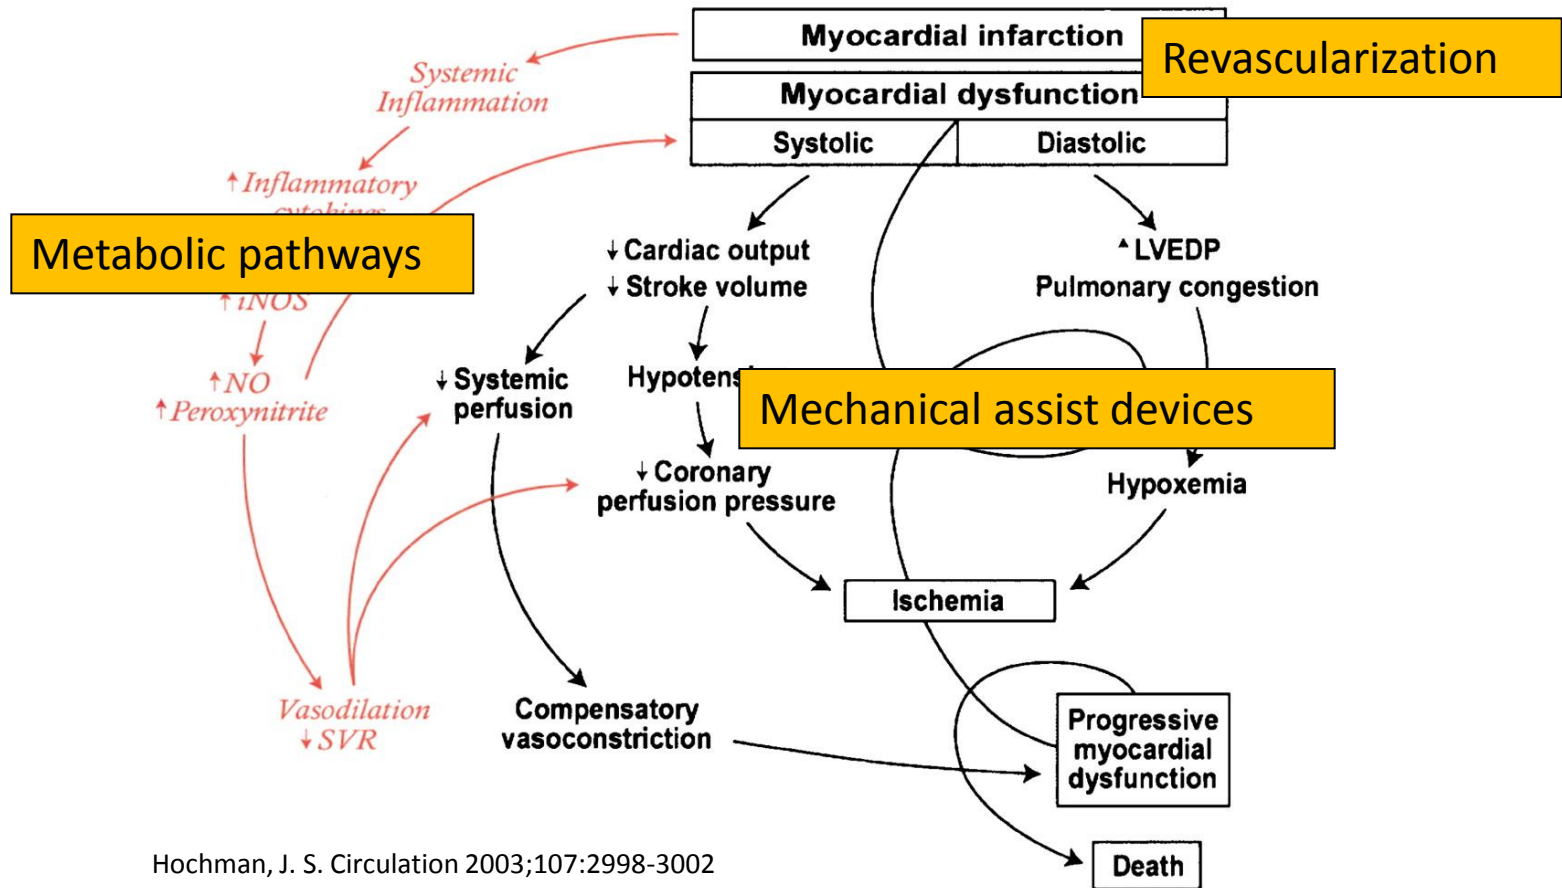 Myocardial infarction
Revascularization
Systemic
Inflammation
Myocardial dysfunction
Systolic
Diastolic
↑ Inflammatory
cytokines
Metabolic pathways
↑ iNOS
↓ Cardiac output
↓ Stroke volume
▲ LVEDP
Pulmonary congestion
↑ NO
↑ Peroxynitrite
↓ Systemic
perfusion
Mechanical assist devices
↓ Coronary
perfusion pressure
Hypoxemia
Ischemia
Vasodilation
↓ SVR
Compensatory
vasoconstriction
Progressive
myocardial
dysfunction
Death
Hochman, J. S. Circulation 2003;107:2998-3002